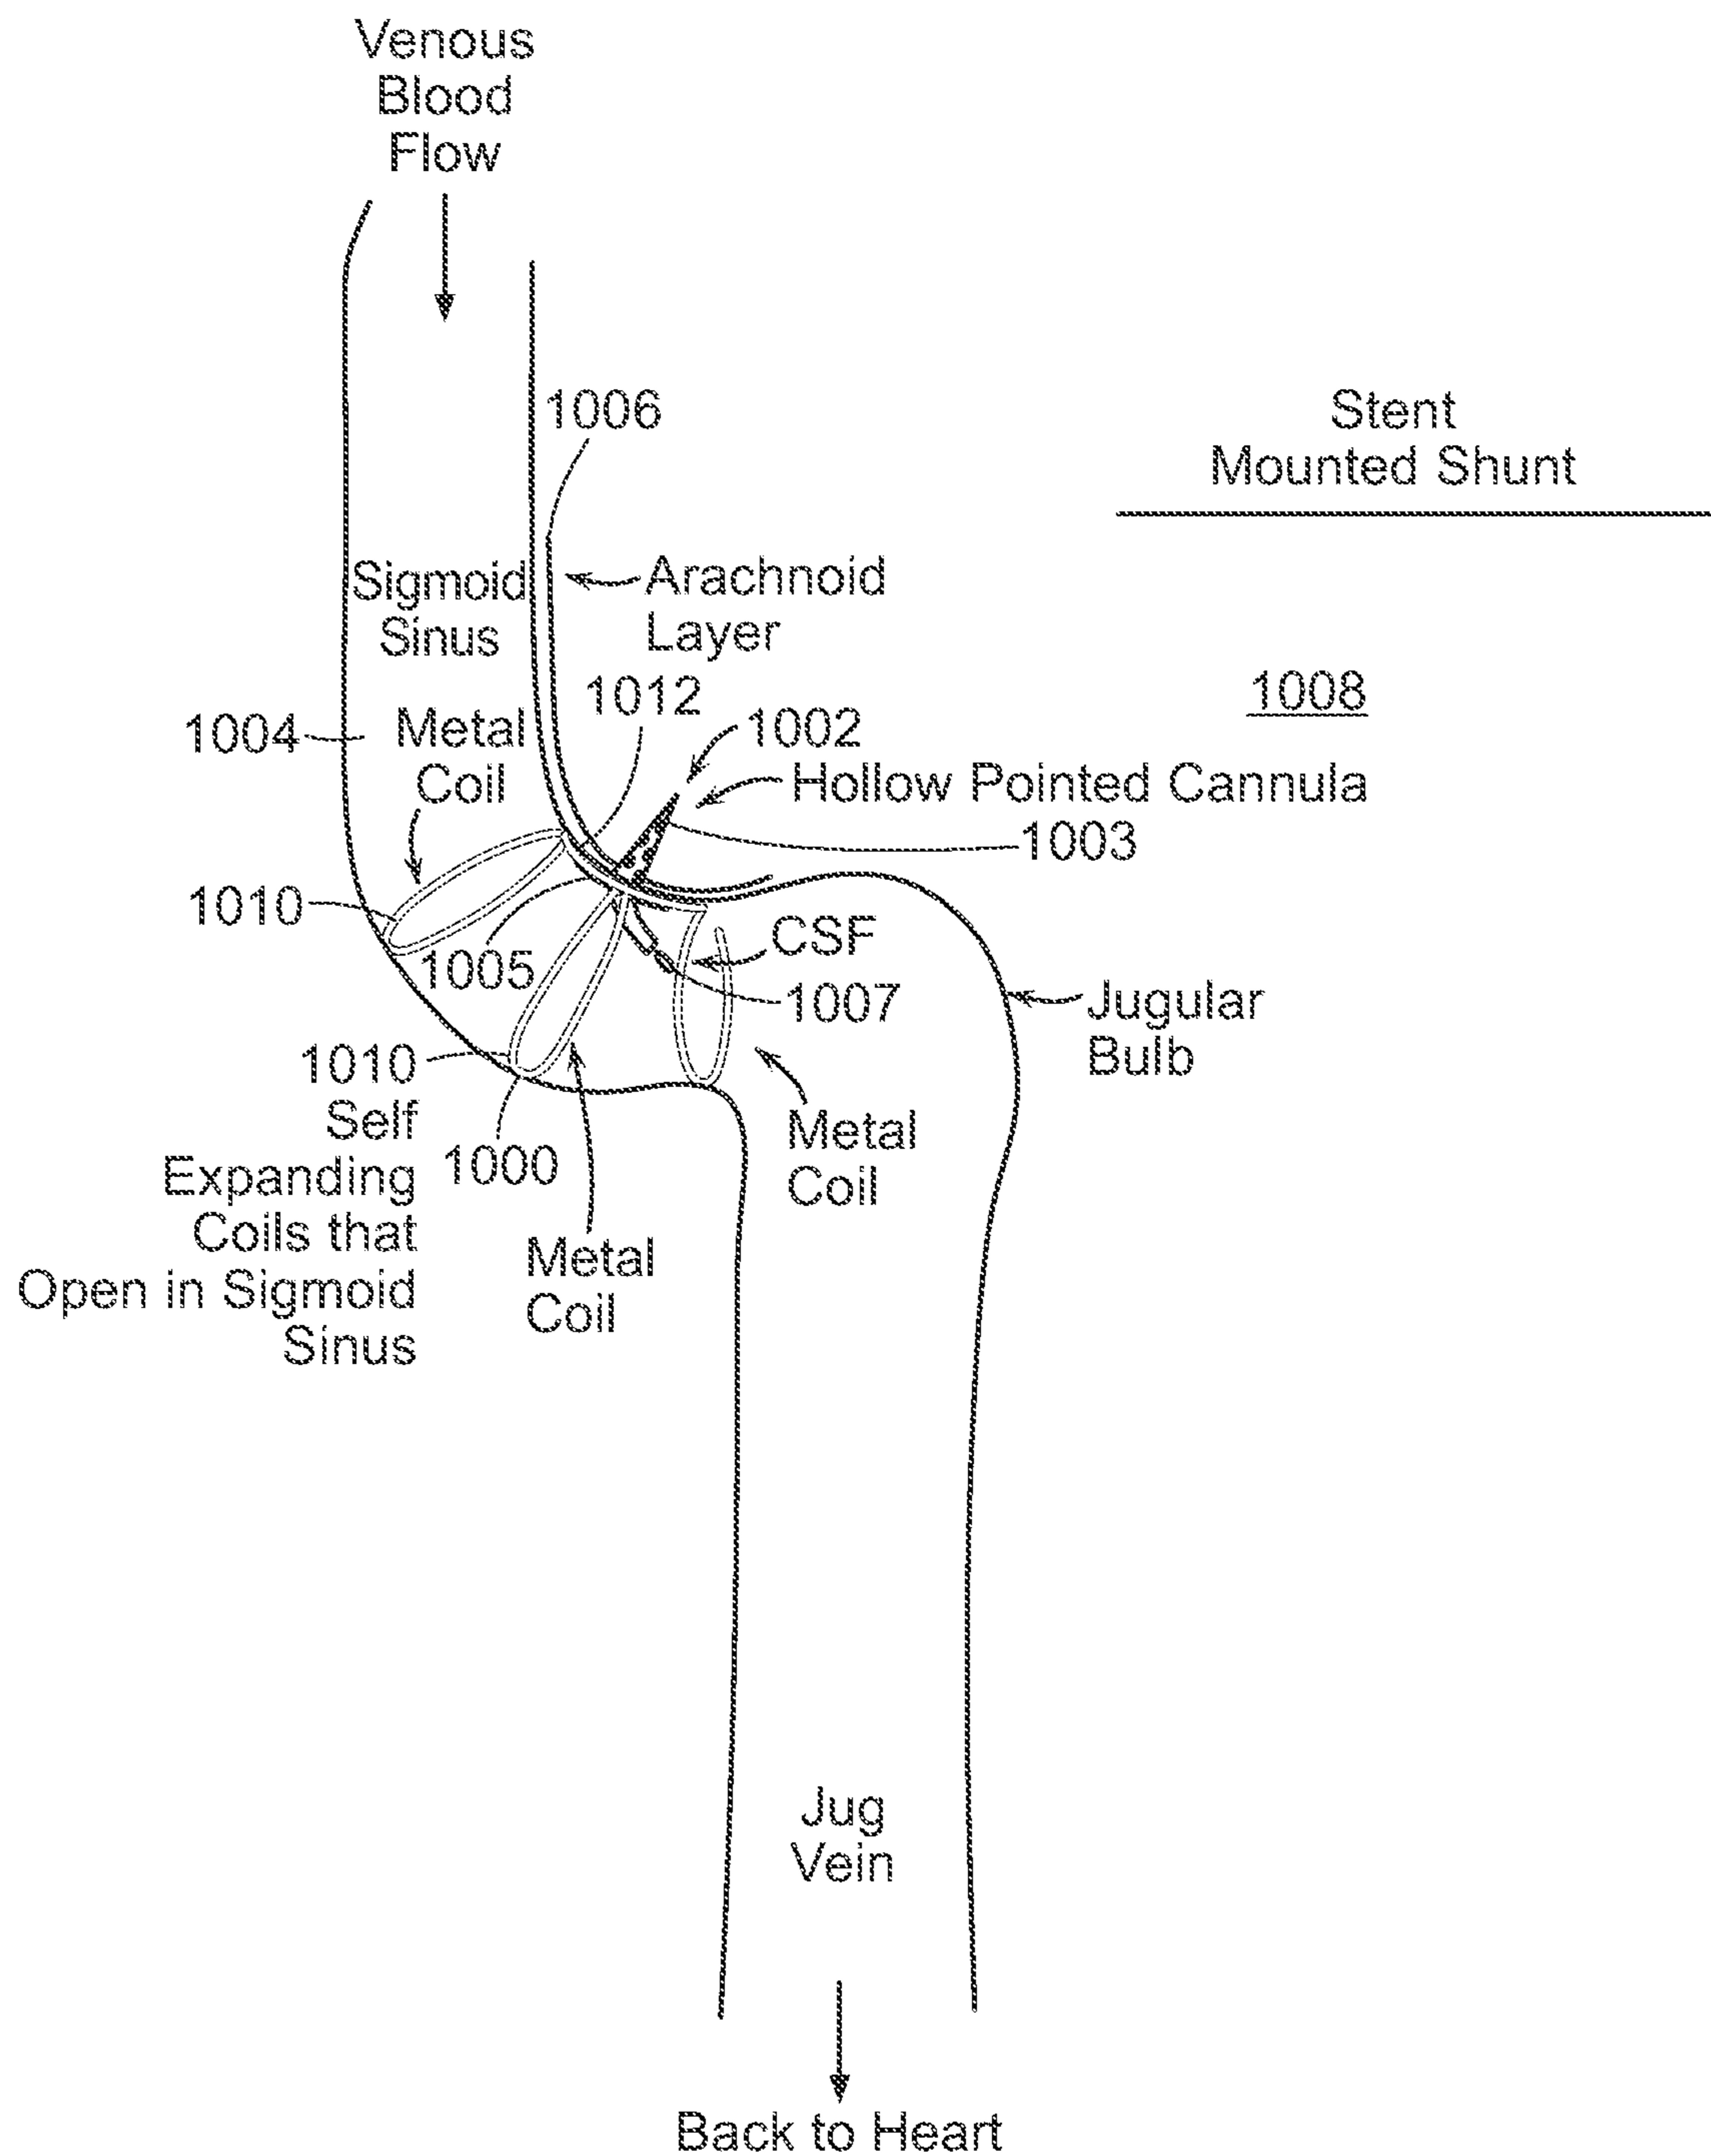 Venous
Blood
Flow
1006
Stent
Mounted Shunt
Sigmoid
Sinus
Arachnoid
Layer
1012
1008
1002
1004
Metal
Coil
Hollow Pointed Cannula
1003
1010
CSF
1005
1007
Jugular
Bulb
1010
Self
Expanding
Coils that
Open in Sigmoid
Sinus
1000
Metal
Coil
Metal
Coil
Jug
Vein
Back to Heart